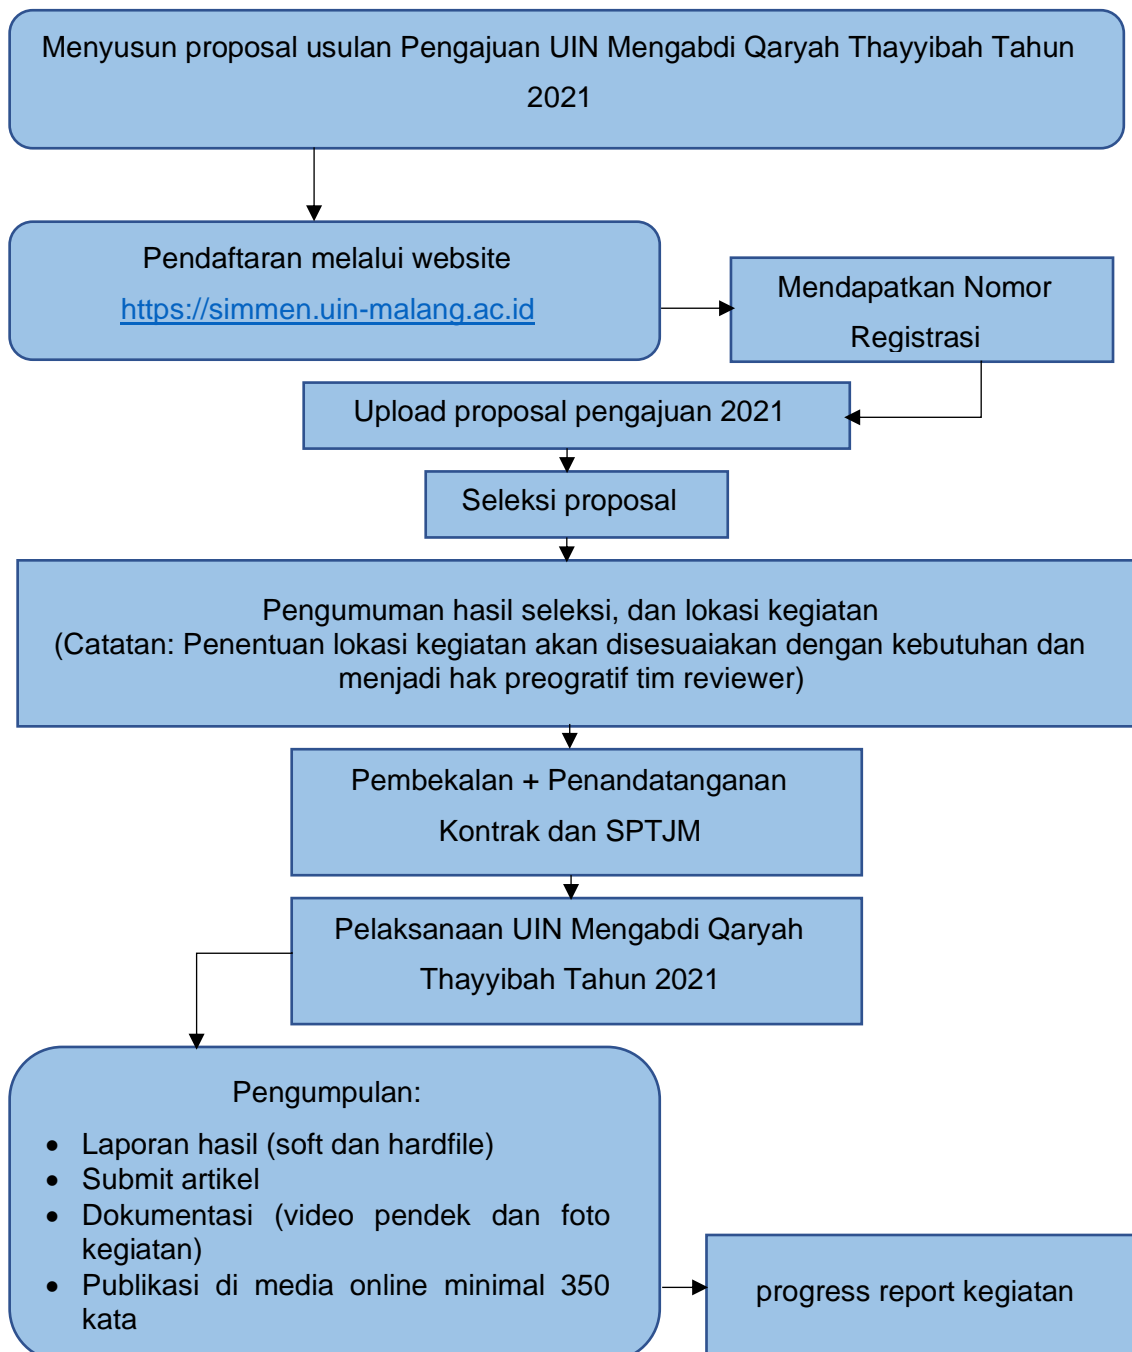 Menyusun proposal usulan Pengajuan UIN Mengabdi Qaryah Thayyibah Tahun
2021
Pendaftaran melalui website
https://simmen.uin-malang.ac.id
Mendapatkan Nomor
Registrasi
Upload proposal pengajuan 2021
Seleksi proposal
Pengumuman hasil seleksi, dan lokasi kegiatan
(Catatan: Penentuan lokasi kegiatan akan disesuaiakan dengan kebutuhan dan
menjadi hak preogratif tim reviewer)
Pembekalan + Penandatanganan
Kontrak dan SPTJM
Pelaksanaan UIN Mengabdi Qaryah
Thayyibah Tahun 2021
Pengumpulan:
• Laporan hasil (soft dan hardfile)
• Submit artikel
• Dokumentasi (video pendek dan foto
kegiatan)
• Publikasi di media online minimal 350
kata
progress report kegiatan